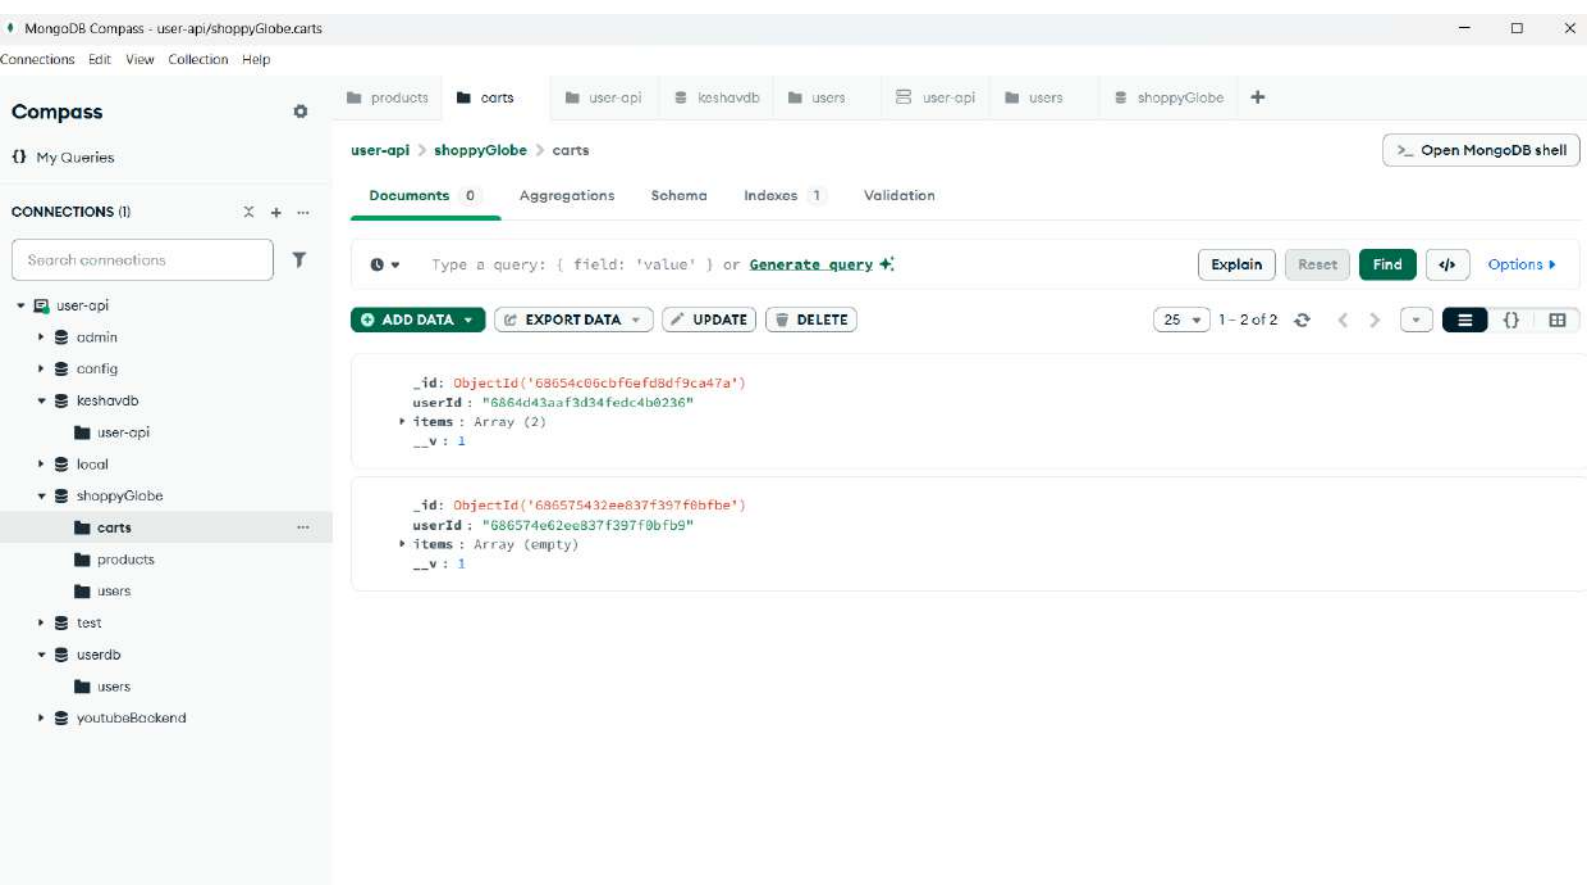 MongoDB Compass - user-api/shoppyGlobe.carts
Connections Edit View Collection Help
Compass
{} My Queries
CONNECTIONS (1)
Search connections
user-api
admin
config
keshavdb
user-api
local
shoppyGlobe
carts
products
users
test
userdb
users
youtubeBackend
products carts user-api keshavdb users user-api users shoppyGlobe
user-api > shoppyGlobe > carts
>_ Open MongoDB shell
Documents 0 Aggregations Schema Indexes 1 Validation
Type a query: { field: 'value' } or Generate query
Explain Reset Find </> Options
ADD DATA EXPORT DATA UPDATE DELETE
25 1 – 2 of 2 {}
_id: ObjectId('68654c06cbf6efd8df9ca47a')
userId : "6864d43aaf3d34fedc4b0236"
items : Array (2)
__v : 1
_id: ObjectId('686575432ee837f397f0bfbe')
userId : "686574e62ee837f397f0bfb9"
items : Array (empty)
__v : 1